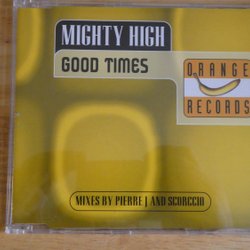 MIGHTY HIGH
GOOD TIMES
ORANGE
RECORDS
MIXES BY PIERRE J AND SCORCCIO